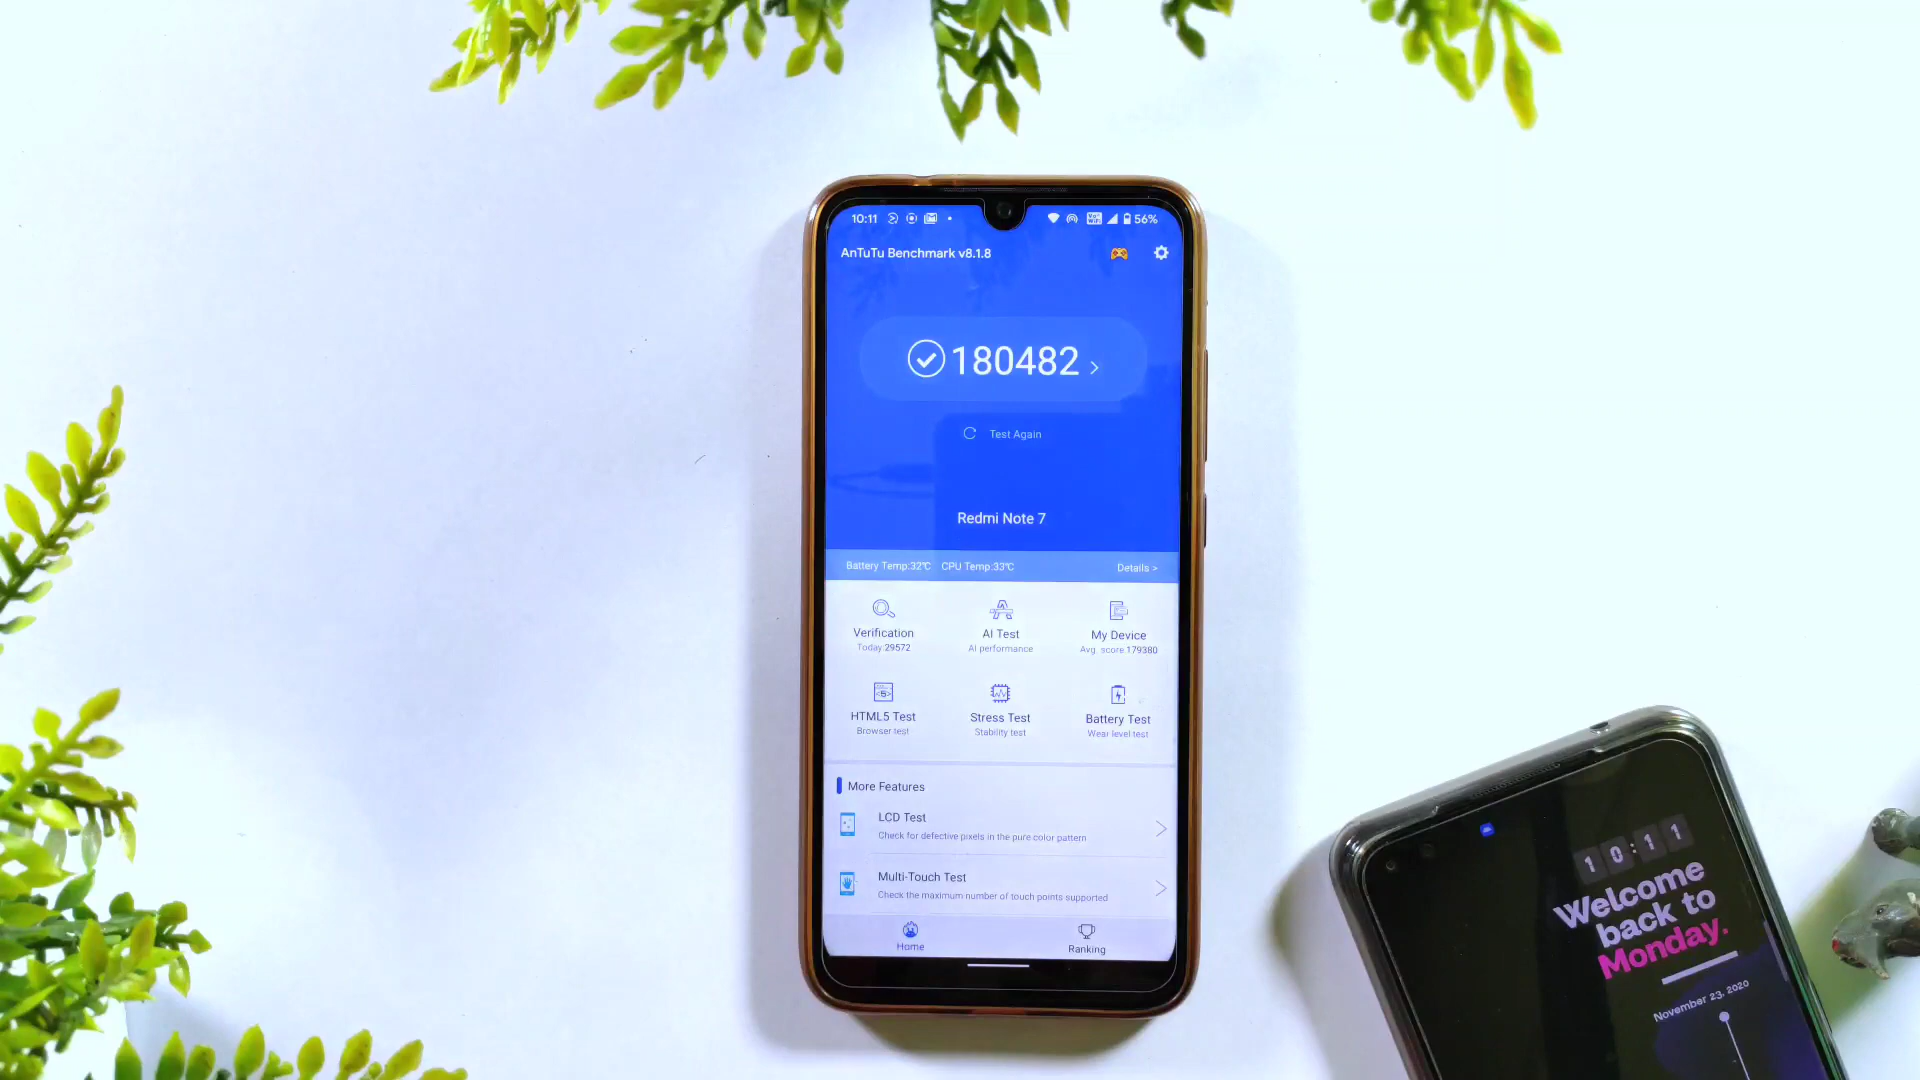 10:11
56%
AnTuTu Benchmark v8.1.8
180482 >
Test Again
Redmi Note 7
Battery Temp:32℃ CPU Temp:33℃ Details >
Verification
Today:29572
AI Test
AI performance
My Device
Avg. score 179380
HTML5 Test
Browser test
Stress Test
Stability test
Battery Test
Wear level test
More Features
LCD Test
Check for defective pixels in the pure color pattern
Multi-Touch Test
Check the maximum number of touch points supported
Home
Ranking
10:11
Welcome
back to
Monday.
November 23, 2020